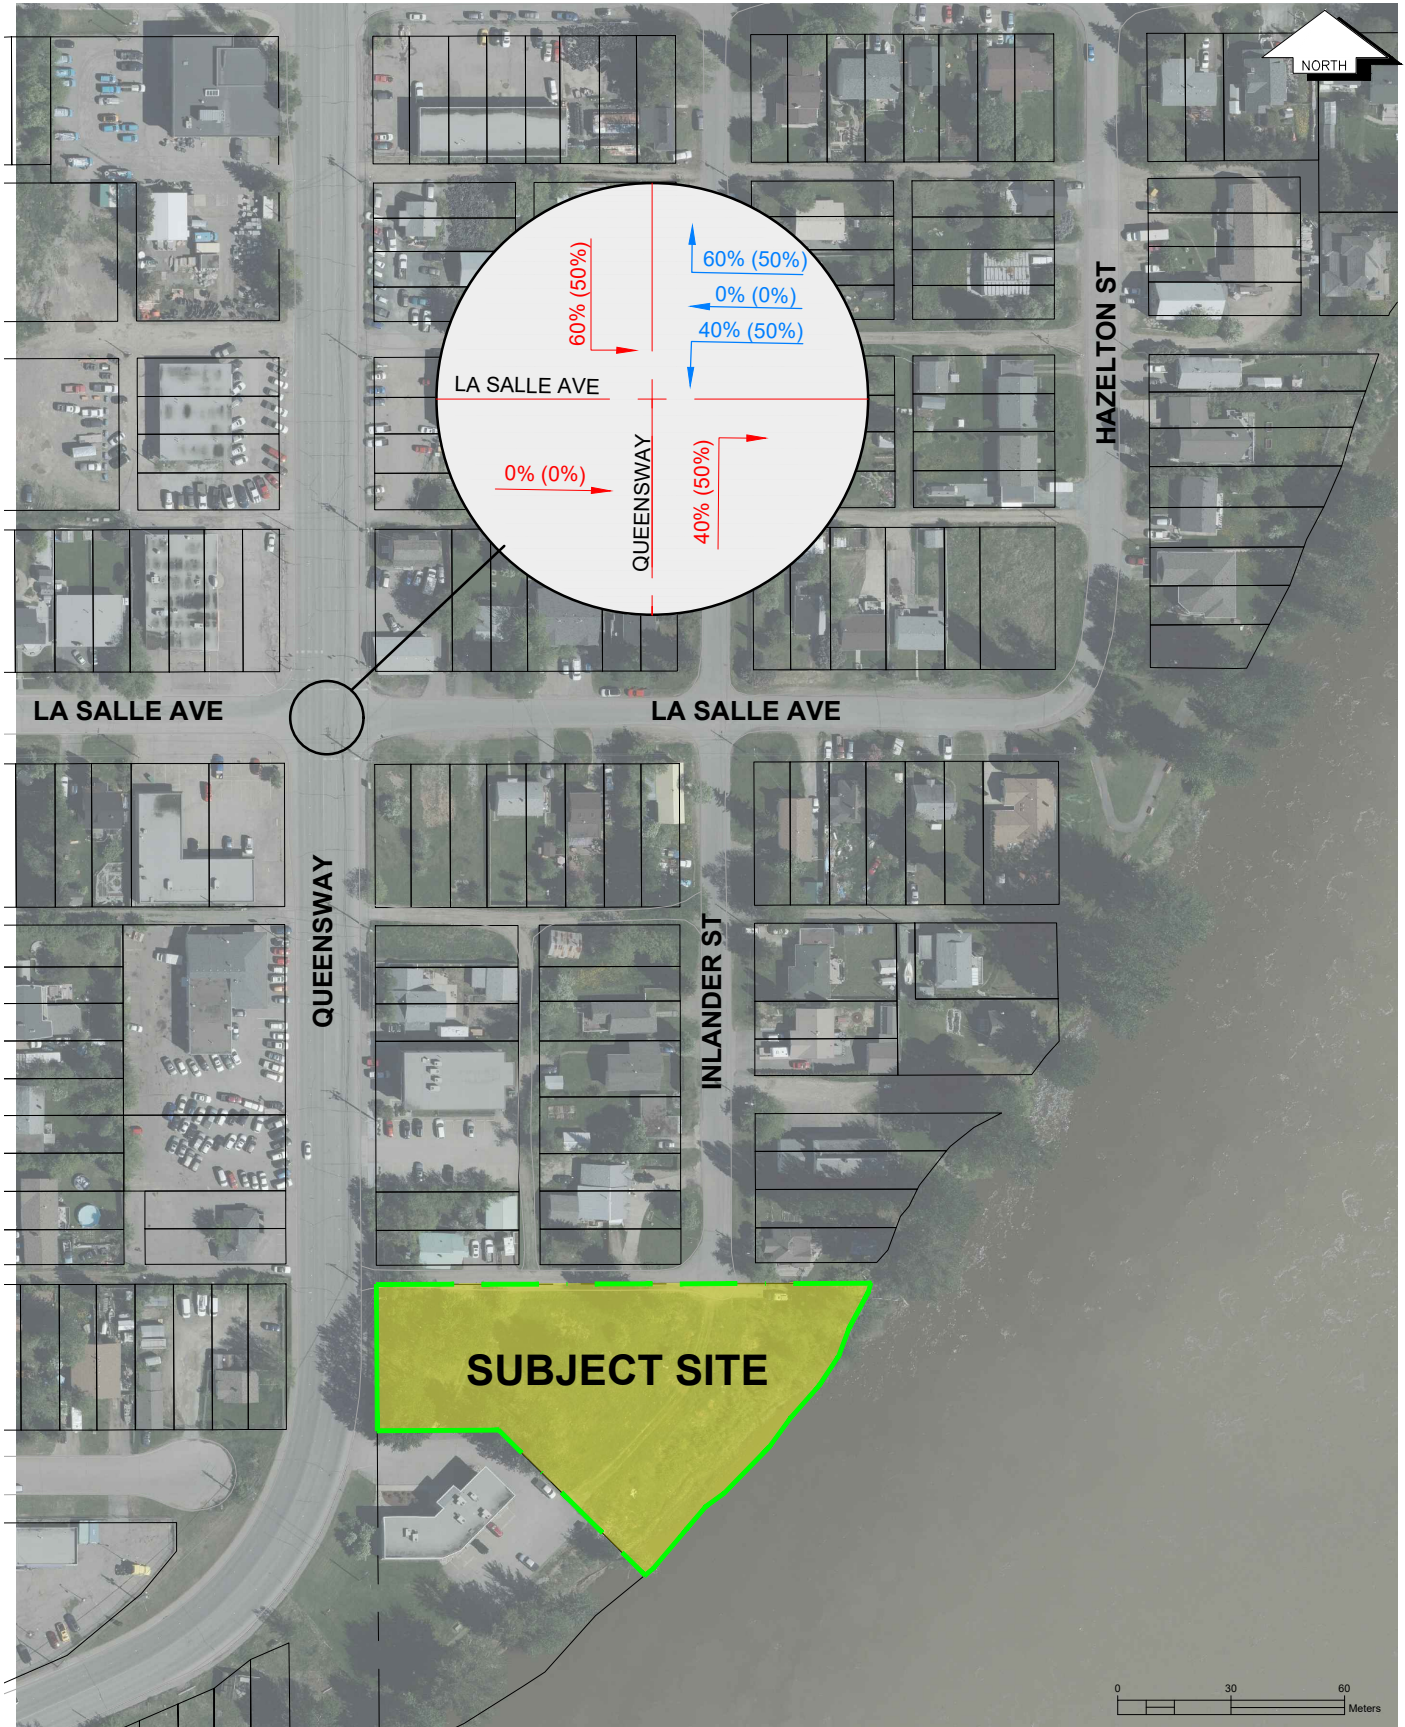 NORTH
60% (50%)
60% (50%)
0% (0%)
40% (50%)
LA SALLE AVE
QUEENSWAY
0% (0%)
40% (50%)
HAZELTON ST
LA SALLE AVE
LA SALLE AVE
QUEENSWAY
INLANDER ST
SUBJECT SITE
0 30 60
Meters